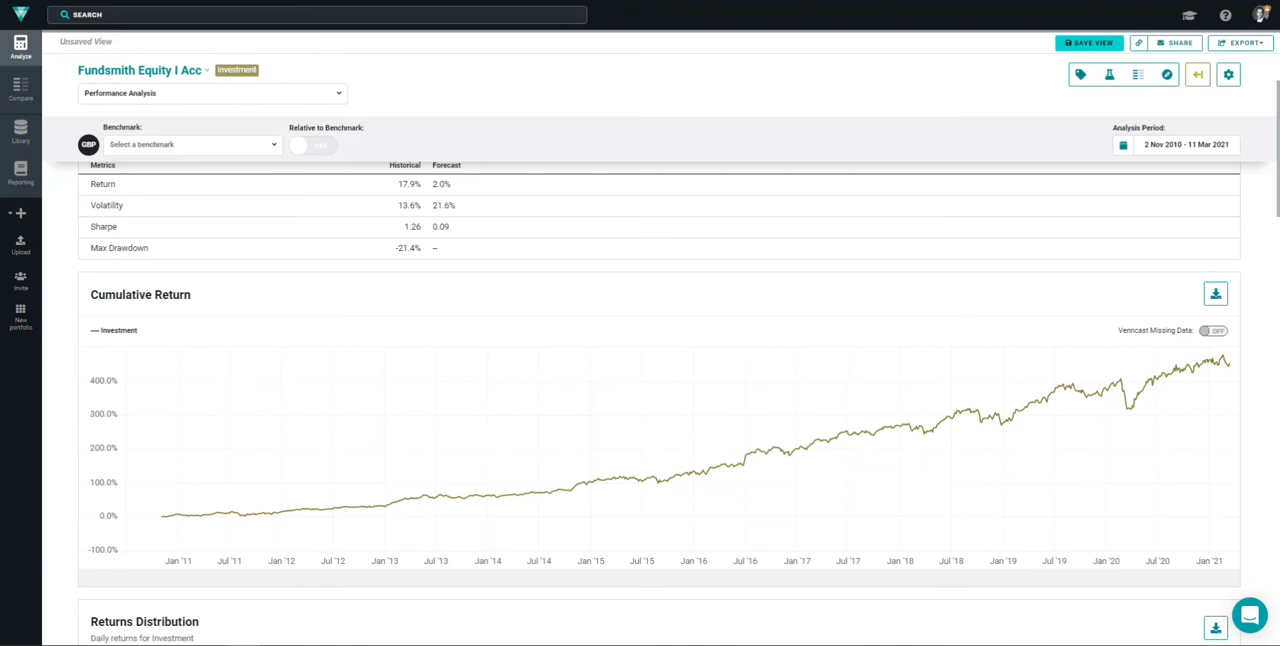 SEARCH
Analyze
Compare
Library
Reporting
Upload
Invite
New
portfolio
Unsaved View
SAVE VIEW
SHARE
EXPORT
Fundsmith Equity I Acc
Investment
Performance Analysis
Benchmark:
GBP
Select a benchmark
Relative to Benchmark:
OFF
Analysis Period:
2 Nov 2010 - 11 Mar 2021
Metrics Historical Forecast
Return 17.9% 2.0%
Volatility 13.6% 21.6%
Sharpe 1.26 0.09
Max Drawdown -21.4% --
Cumulative Return
Investment
Venncast Missing Data: OFF
400.0%
300.0%
200.0%
100.0%
0.0%
-100.0%
Jan '11 Jul '11 Jan '12 Jul '12 Jan '13 Jul '13 Jan '14 Jul '14 Jan '15 Jul '15 Jan '16 Jul '16 Jan '17 Jul '17 Jan '18 Jul '18 Jan '19 Jul '19 Jan '20 Jul '20 Jan '21
Returns Distribution
Daily returns for Investment